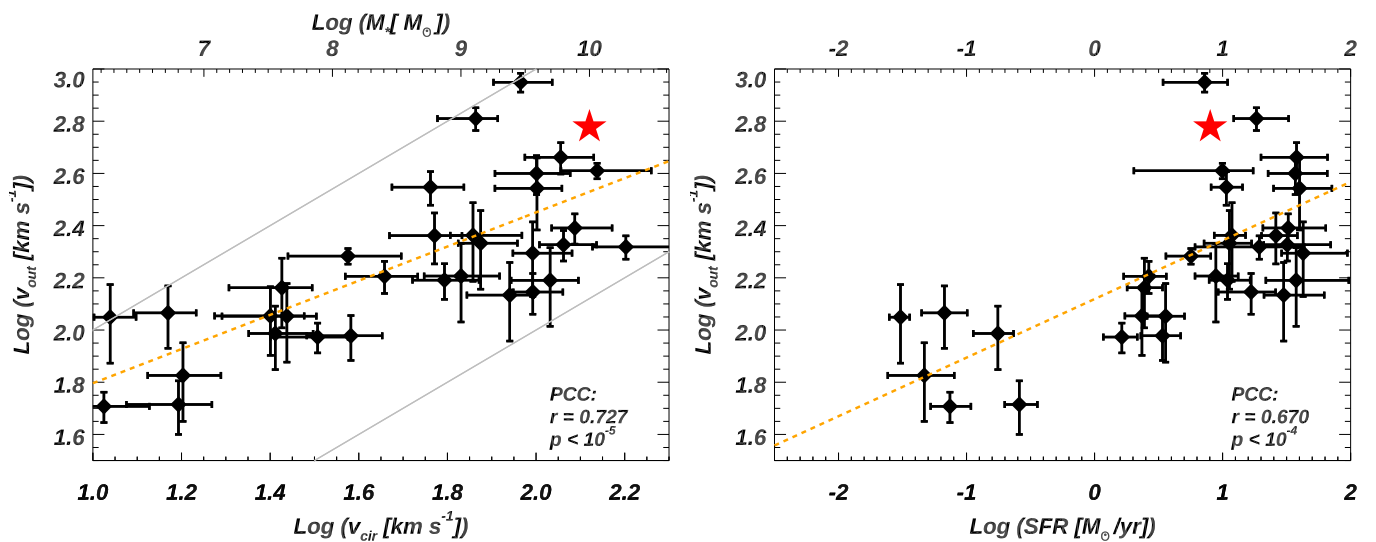 Log (M* [ M⊙])
7 8 9 10
3.0
2.8
2.6
2.4
2.2
2.0
1.8
1.6
Log (v_out [km s^-1])
PCC:
r = 0.727
p < 10^-5
1.0 1.2 1.4 1.6 1.8 2.0 2.2
Log (v_cir [km s^-1])
-2 -1 0 1 2
3.0
2.8
2.6
2.4
2.2
2.0
1.8
1.6
Log (v_out [km s^-1])
PCC:
r = 0.670
p < 10^-4
-2 -1 0 1 2
Log (SFR [M⊙/yr])